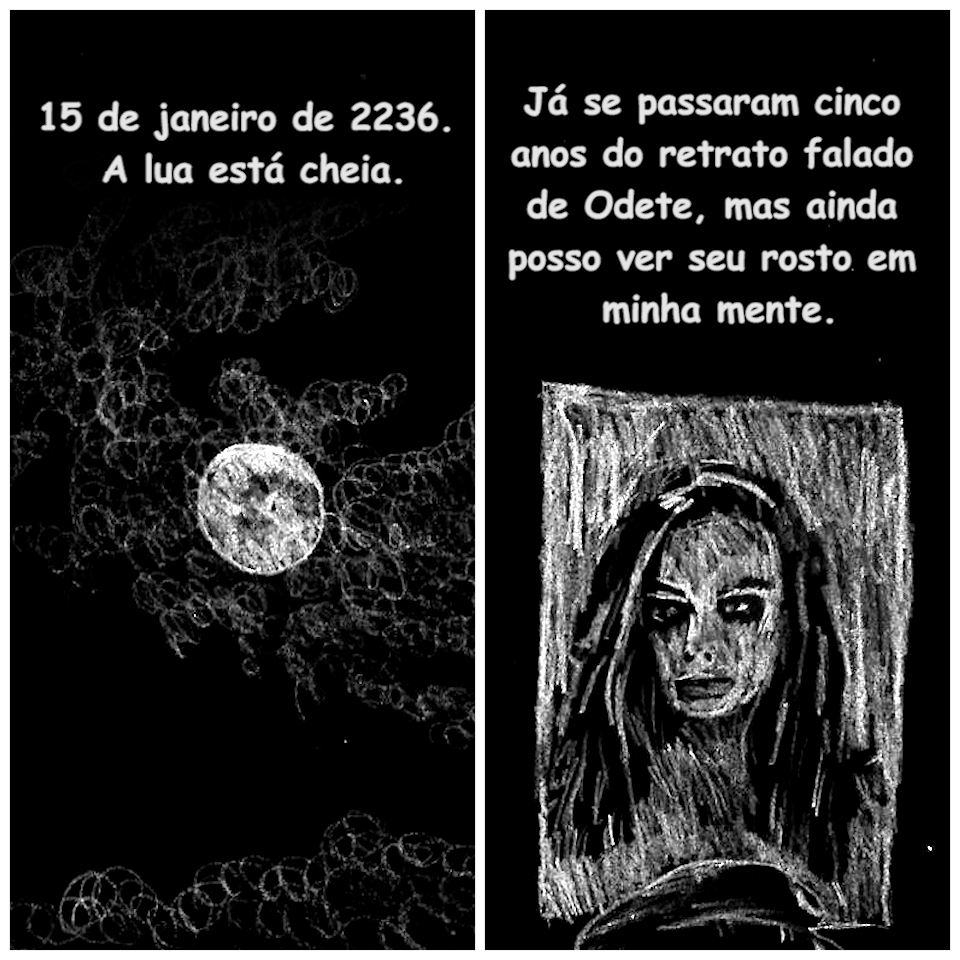 15 de janeiro de 2236.
A lua está cheia.
Já se passaram cinco
anos do retrato falado
de Odete, mas ainda
posso ver seu rosto em
minha mente.